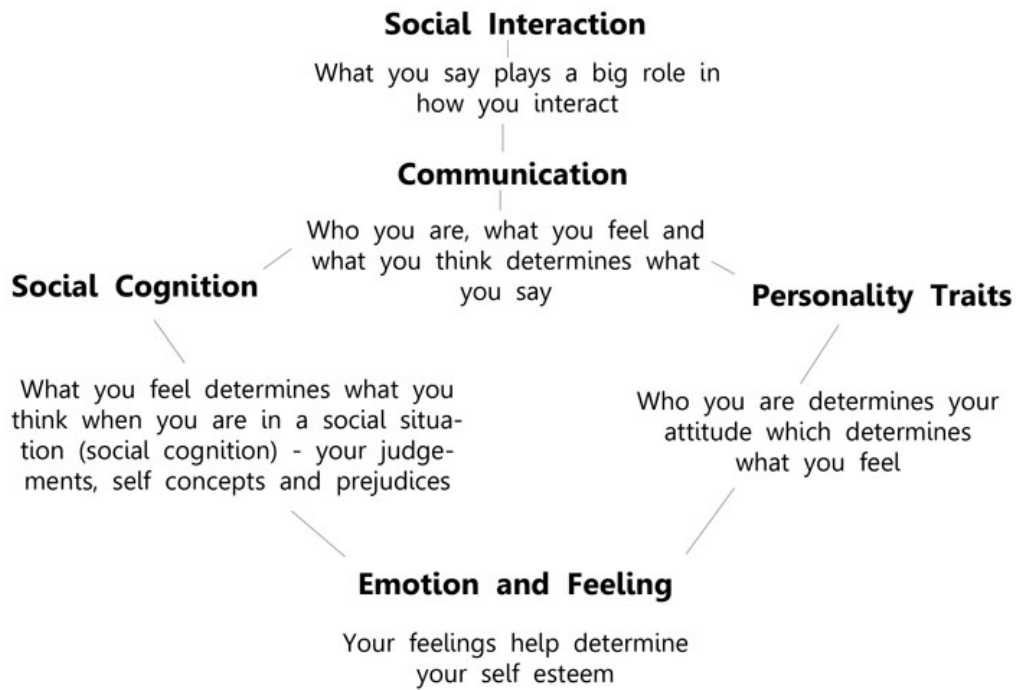 Social Interaction
What you say plays a big role in
how you interact
Communication
Who you are, what you feel and
what you think determines what
you say
Social Cognition
Personality Traits
What you feel determines what you
think when you are in a social situa-
tion (social cognition) - your judge-
ments, self concepts and prejudices
Who you are determines your
attitude which determines
what you feel
Emotion and Feeling
Your feelings help determine
your self esteem